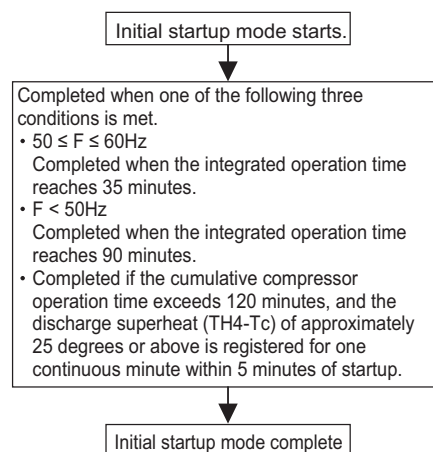 Initial startup mode starts.
Completed when one of the following three
conditions is met.
・50 ≤ F ≤ 60Hz
Completed when the integrated operation time
reaches 35 minutes.
・F < 50Hz
Completed when the integrated operation time
reaches 90 minutes.
・Completed if the cumulative compressor
operation time exceeds 120 minutes, and the
discharge superheat (TH4-Tc) of approximately
25 degrees or above is registered for one
continuous minute within 5 minutes of startup.
Initial startup mode complete